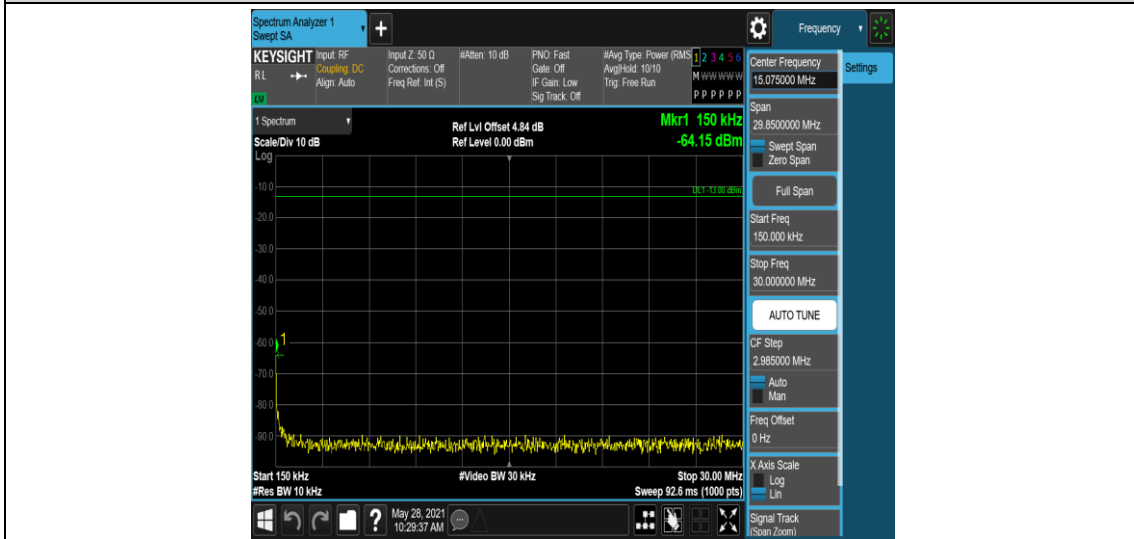 Spectrum Analyzer 1
Swept SA
Frequency
KEYSIGHT
RL
Input: RF
Coupling: DC
Align: Auto
Input Z: 50 Ω
Corrections: Off
Freq Ref: Int (S)
#Atten: 10 dB
PNO: Fast
Gate: Off
IF Gain: Low
Sig Track: Off
#Avg Type: Power (RMS
Avg|Hold: 10/10
Trig: Free Run
1 2 3 4 5 6
M W W W W W
P P P P P P
1 Spectrum
Scale/Div 10 dB
Log
Ref Lvl Offset 4.84 dB
Ref Level 0.00 dBm
Mkr1 150 kHz
-64.15 dBm
DL1 -13.00 dBm
-10.0
-20.0
-30.0
-40.0
-50.0
-60.0
1
-70.0
-80.0
-90.0
Start 150 kHz
#Video BW 30 kHz
Stop 30.00 MHz
#Res BW 10 kHz
Sweep 92.6 ms (1000 pts)
?
May 28, 2021
10:29:37 AM
Center Frequency
15.075000 MHz
Settings
Span
29.8500000 MHz
Swept Span
Zero Span
Full Span
Start Freq
150.000 kHz
Stop Freq
30.000000 MHz
AUTO TUNE
CF Step
2.985000 MHz
Auto
Man
Freq Offset
0 Hz
X Axis Scale
Log
Lin
Signal Track
(Span Zoom)